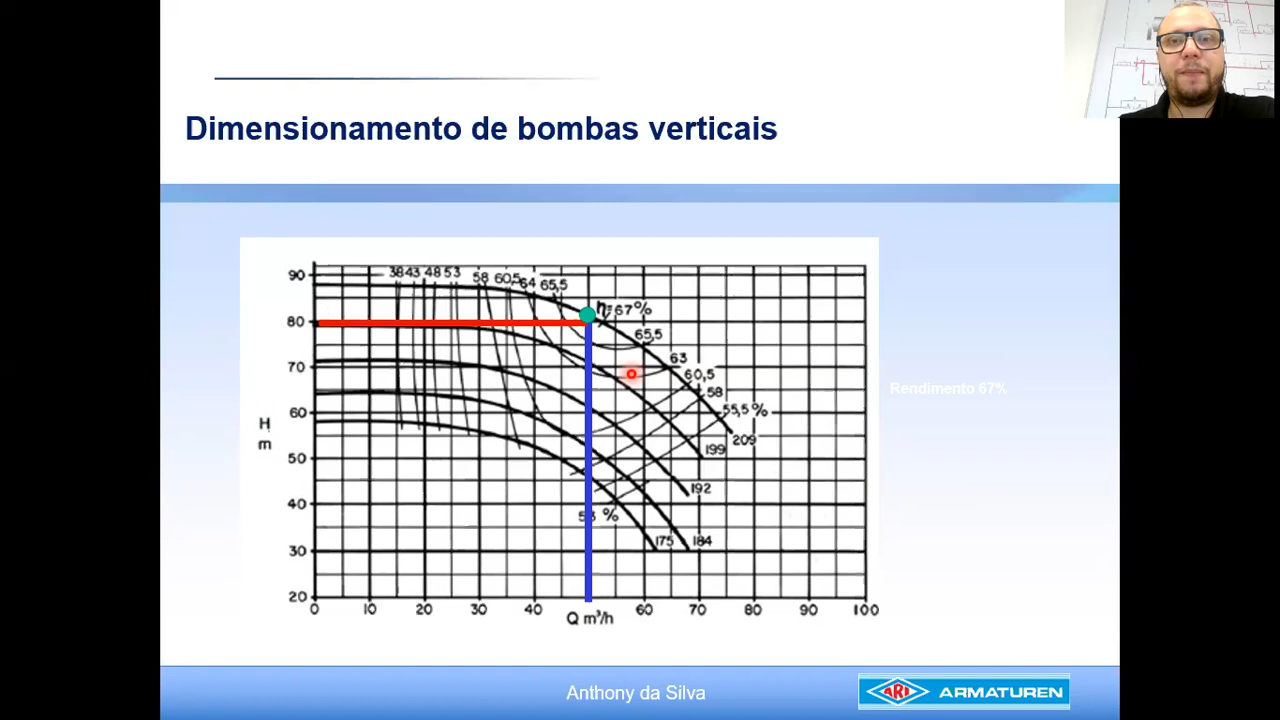 Dimensionamento de bombas verticais
90
38 43 48 53 58 60,5 64 65,5
η=67%
80
65,5
70
63
60,5
58
60
55,5 %
209
H
m
199
50
192
40
%
30
175
184
20
0 10 20 30 40 60 70 80 90 100
Q m³/h
Rendimento 67%
Anthony da Silva
ARI ARMATUREN